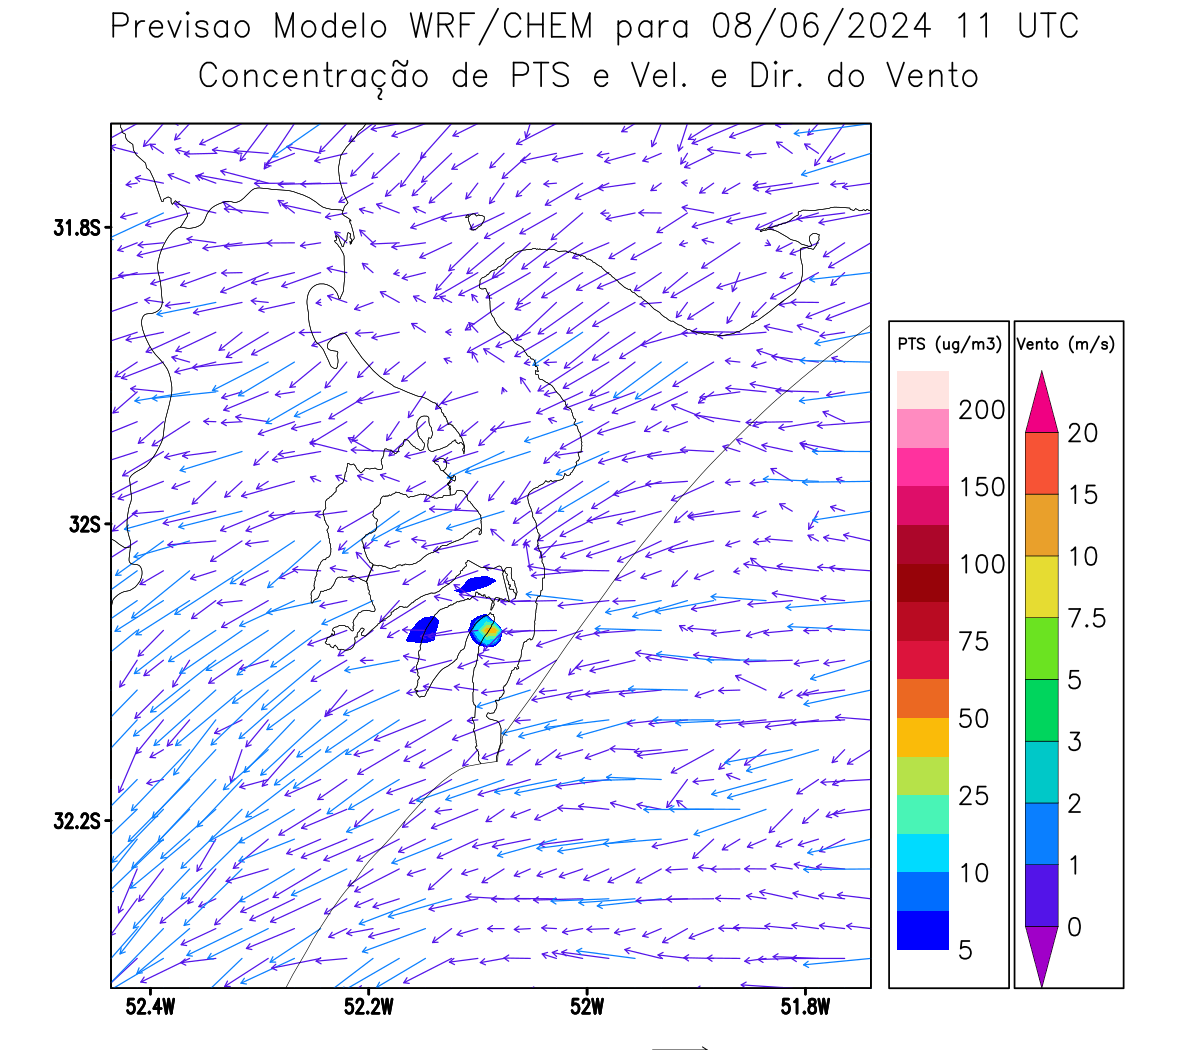 Previsao Modelo WRF/CHEM para 08/06/2024 11 UTC
Concentração de PTS e Vel. e Dir. do Vento
31.8S
32S
32.2S
52.4W 52.2W 52W 51.8W
PTS (ug/m3)
200
150
100
75
50
25
10
5
Vento (m/s)
20
15
10
7.5
5
3
2
1
0